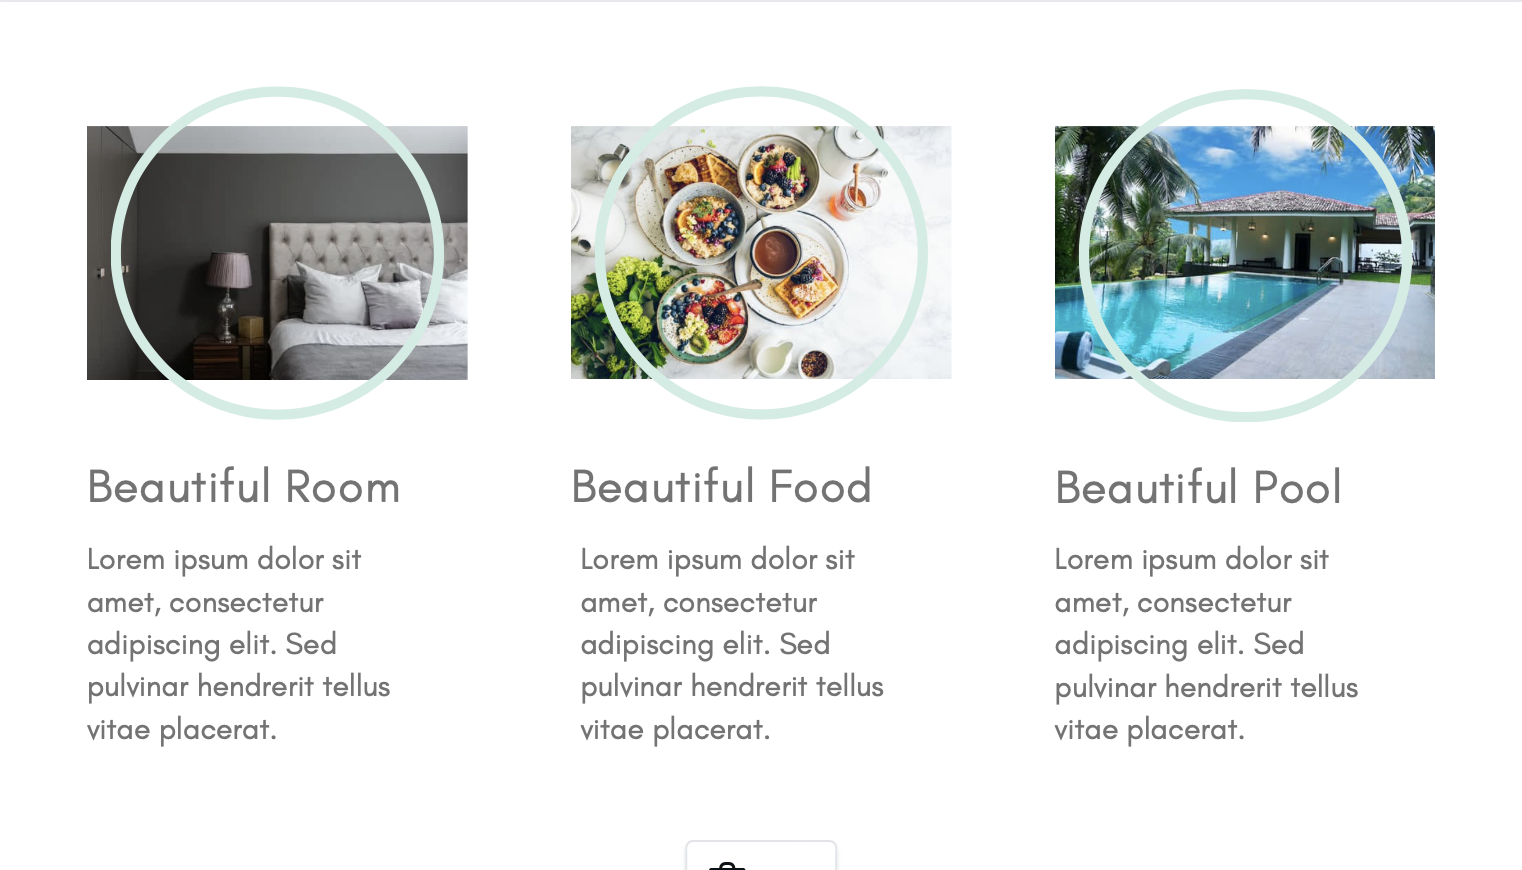 Beautiful Room
Lorem ipsum dolor sit
amet, consectetur
adipiscing elit. Sed
pulvinar hendrerit tellus
vitae placerat.
Beautiful Food
Lorem ipsum dolor sit
amet, consectetur
adipiscing elit. Sed
pulvinar hendrerit tellus
vitae placerat.
Beautiful Pool
Lorem ipsum dolor sit
amet, consectetur
adipiscing elit. Sed
pulvinar hendrerit tellus
vitae placerat.